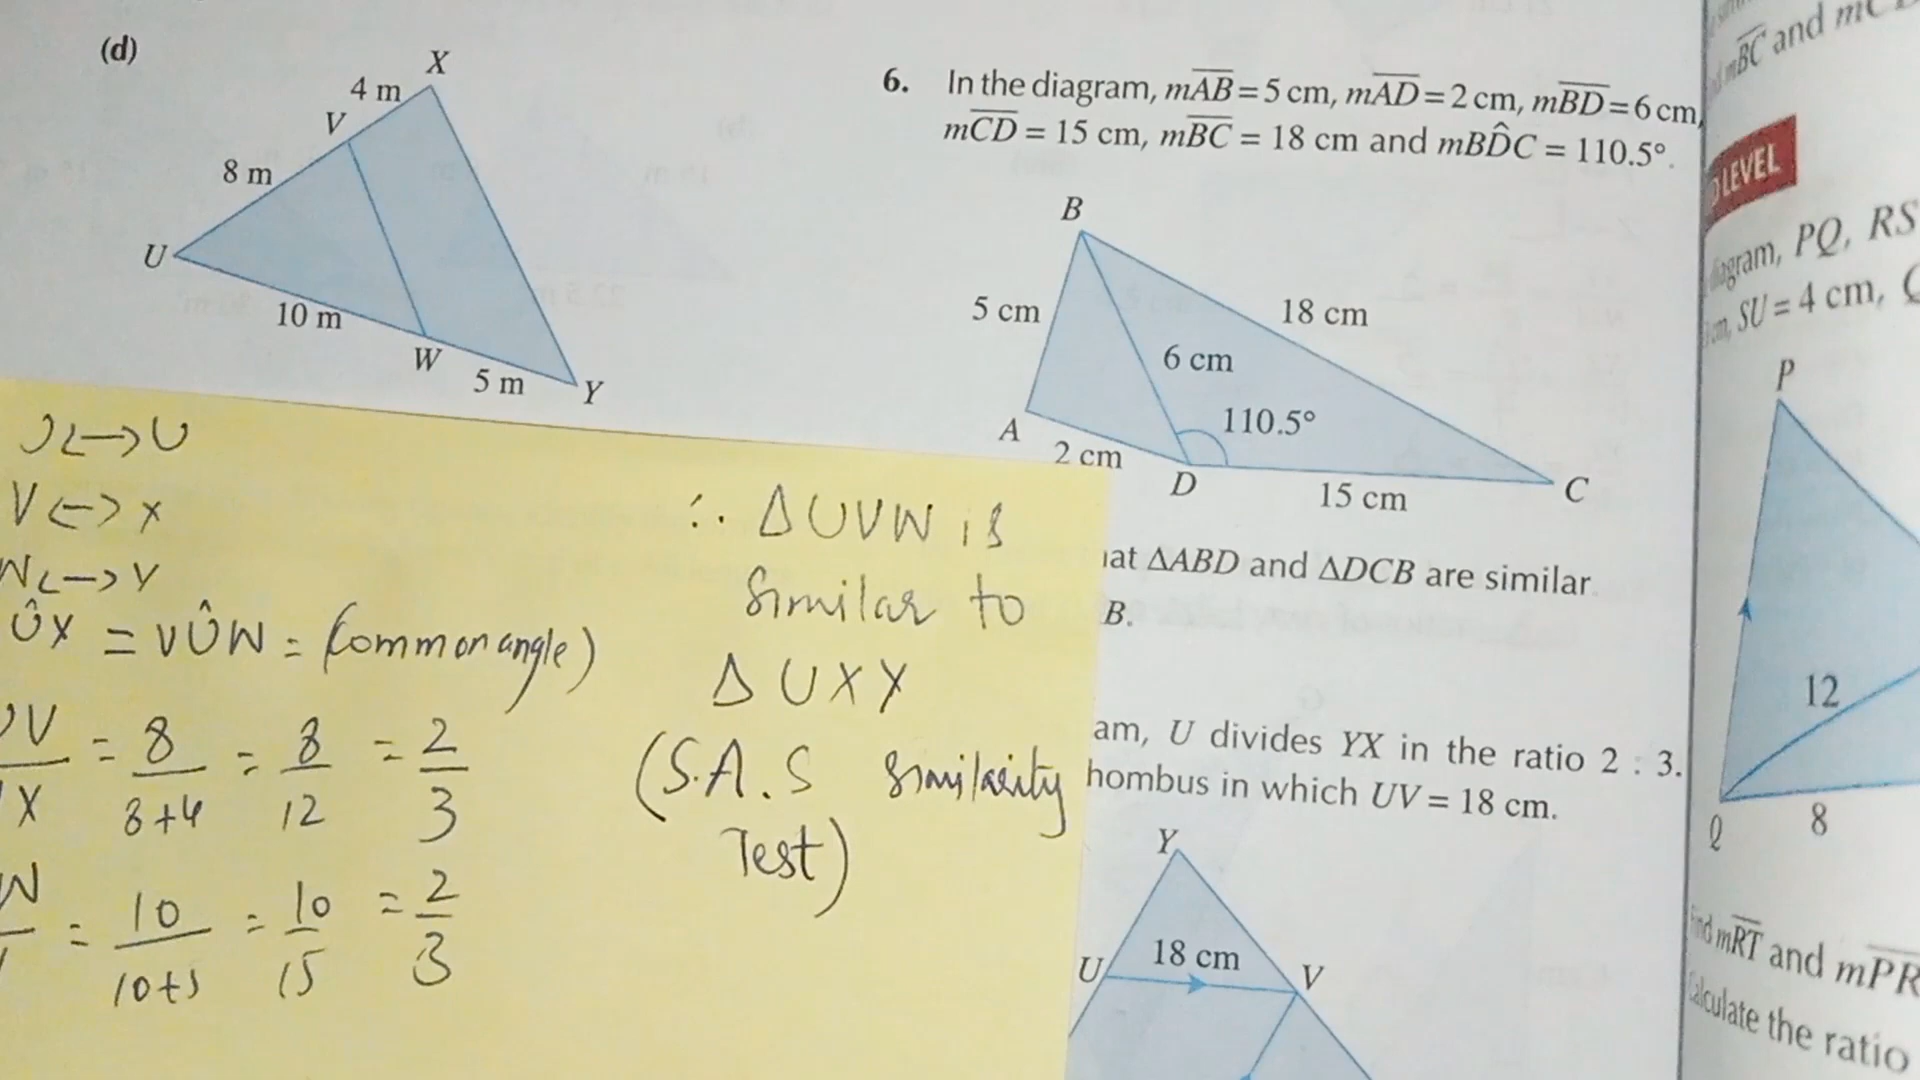 (d)
X
4 m
V
8 m
U
10 m
W
5 m
Y
V ↔ X
W ↔ Y
ÛX = VÛW = (common angle)
V = 8 = 8 = 2
X 8+4 12 3
W = 10 = 10 = 2
10+5 15 3
∴ ΔUVW is
Similar to
ΔUXY
(S.A.S Similarity
Test)
6. In the diagram, mAB = 5 cm, mAD = 2 cm, mBD = 6 cm,
mCD = 15 cm, mBC = 18 cm and mBD̂C = 110.5°.
B
5 cm
18 cm
6 cm
110.5°
A
2 cm
D
15 cm
C
at ΔABD and ΔDCB are similar.
B.
am, U divides YX in the ratio 2 : 3.
hombus in which UV = 18 cm.
Y
18 cm
U
V
BC and
LEVEL
PQ, RS
SU = 4 cm,
P
12
Q
8
mRT and mPR
the ratio